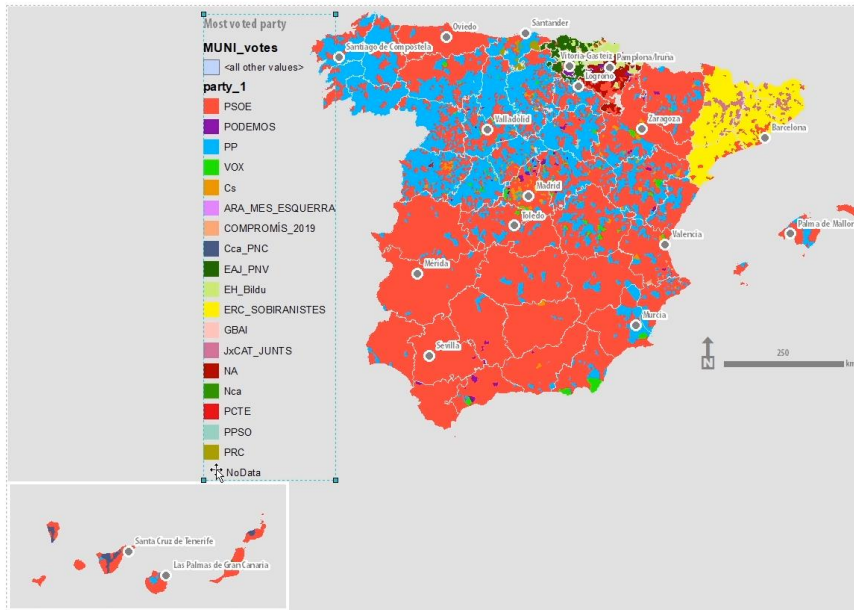 Most voted party
MUNI_votes
<all other values>
party_1
PSOE
PODEMOS
PP
VOX
Cs
ARA_MES_ESQUERRA
COMPROMÍS_2019
Cca_PNC
EAJ_PNV
EH_Bildu
ERC_SOBIRANISTES
GBAI
JxCAT_JUNTS
NA
Nca
PCTE
PPSO
PRC
NoData
Oviedo
Santander
Santiago de Compostela
Vitoria-Gasteiz
Pamplona/Iruña
Logroño
Valladolid
Zaragoza
Barcelona
Madrid
Toledo
Palma de Mallor
Valencia
Mérida
Murcia
Sevilla
N
250
km
Santa Cruz de Tenerife
Las Palmas de Gran Canaria